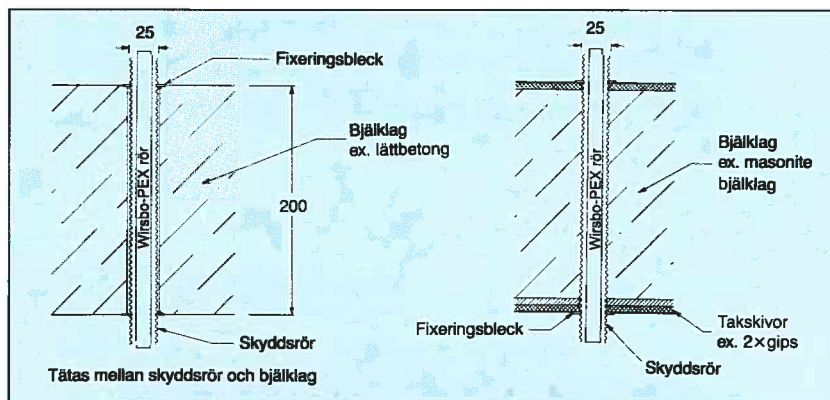 25
Fixeringsbleck
Bjälklag
ex. lättbetong
200
Wirsbo-PEX rör
Skyddsrör
Tätas mellan skyddsrör och bjälklag
25
Bjälklag
ex. masonite
bjälklag
Wirsbo-PEX rör
Fixeringsbleck
Takskivor
ex. 2×gips
Skyddsrör